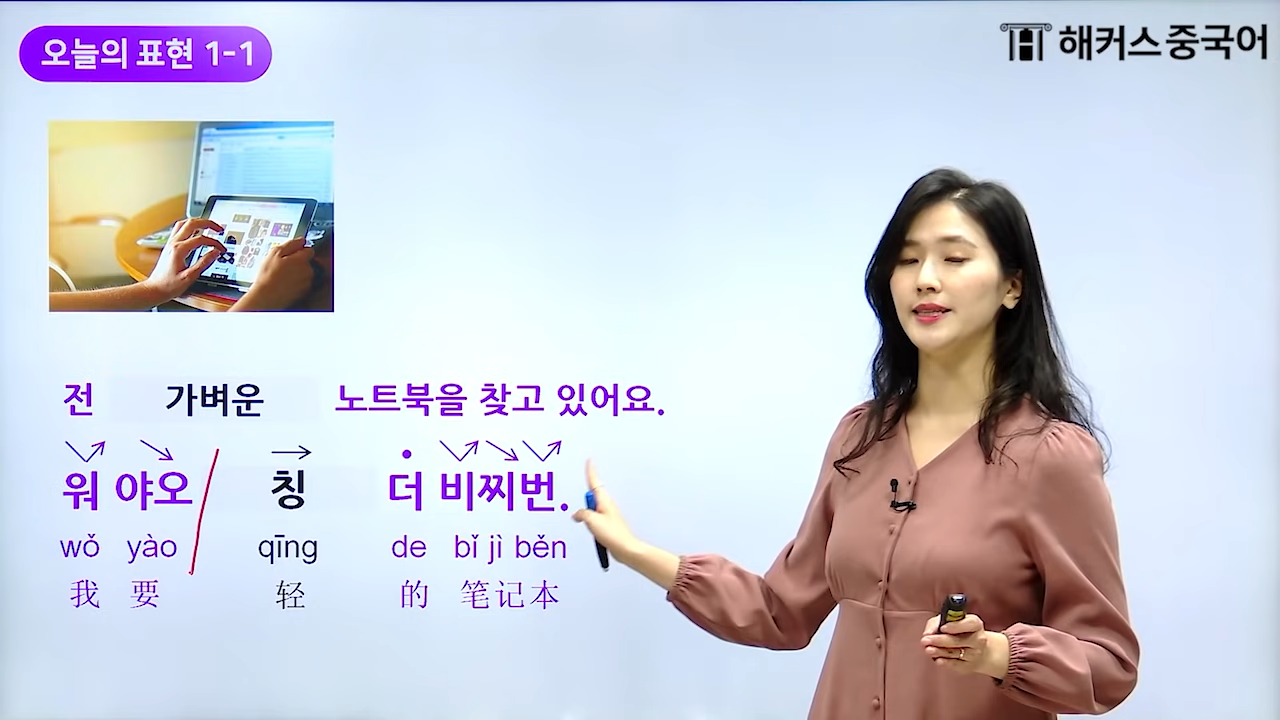 오늘의 표현 1-1
해커스중국어
전 가벼운 노트북을 찾고 있어요.
워 야오 칭 더 비찌번.
wǒ yào qīng de bǐ jì běn
我 要 轻 的 笔记本